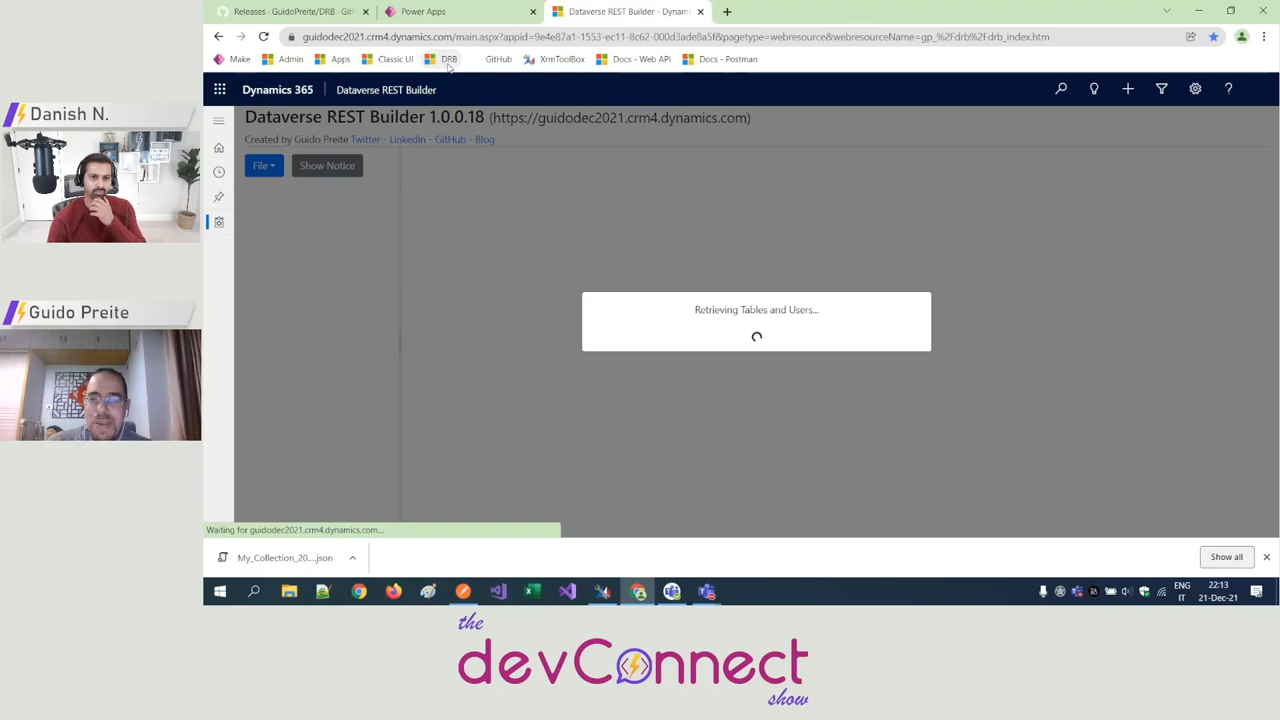 Danish N.
Guido Preite
Releases · GuidoPreite/DRB · GitH
Power Apps
Dataverse REST Builder - Dynami
guidodec2021.crm4.dynamics.com/main.aspx?appid=9e4e87a1-1553-ec11-8c62-000d3ade8a5f&pagetype=webresource&webresourceName=gp_%2Fdrb%2Fdrb_index.htm
Make
Admin
Apps
Classic UI
DRB
GitHub
XrmToolBox
Docs - Web API
Docs - Postman
Dynamics 365
Dataverse REST Builder
Dataverse REST Builder 1.0.0.18 (https://guidodec2021.crm4.dynamics.com)
Created by Guido Preite Twitter - LinkedIn - GitHub - Blog
File
Show Notice
Retrieving Tables and Users...
Waiting for guidodec2021.crm4.dynamics.com...
My_Collection_20....json
Show all
ENG
IT
22:13
21-Dec-21
the
devConnect
show